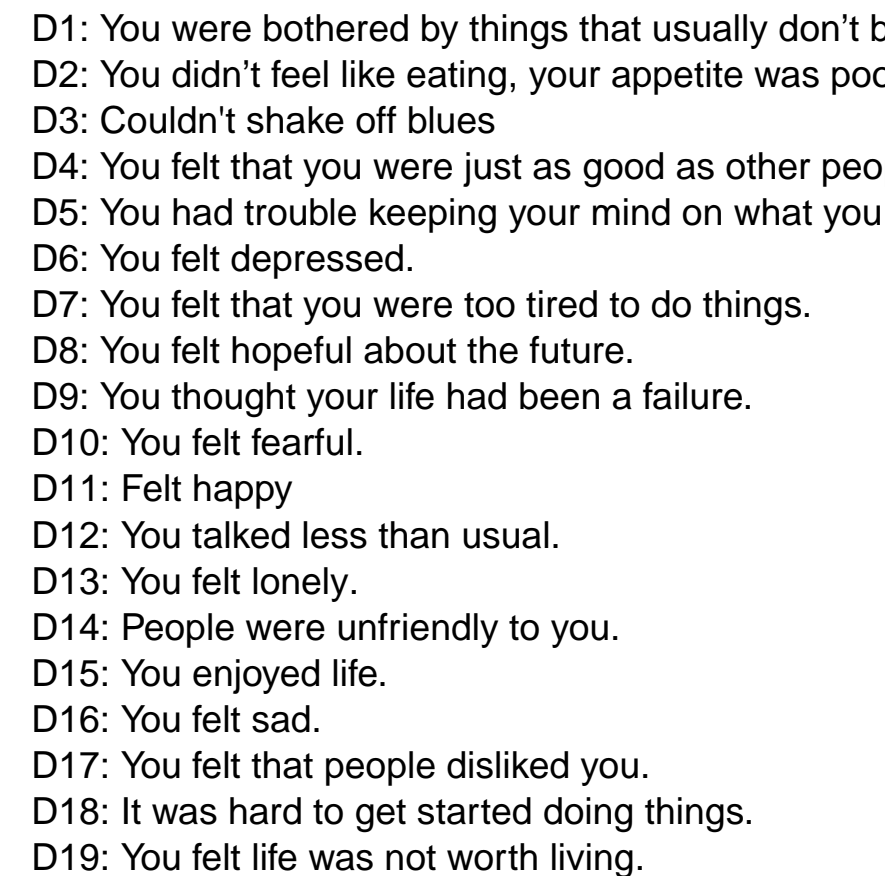 D1: You were bothered by things that usually don’t
D2: You didn’t feel like eating, your appetite was
D3: Couldn't shake off blues
D4: You felt that you were just as good as other
D5: You had trouble keeping your mind on what you
D6: You felt depressed.
D7: You felt that you were too tired to do things.
D8: You felt hopeful about the future.
D9: You thought your life had been a failure.
D10: You felt fearful.
D11: Felt happy
D12: You talked less than usual.
D13: You felt lonely.
D14: People were unfriendly to you.
D15: You enjoyed life.
D16: You felt sad.
D17: You felt that people disliked you.
D18: It was hard to get started doing things.
D19: You felt life was not worth living.